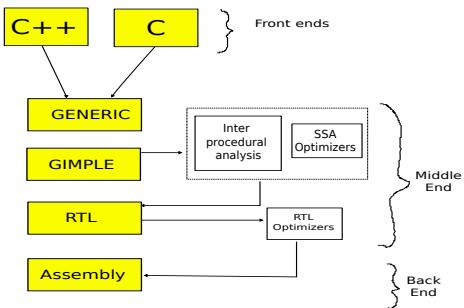 C++
C
Front ends
GENERIC
Inter
procedural
analysis
SSA
Optimizers
GIMPLE
Middle
End
RTL
RTL
Optimizers
Assembly
Back
End